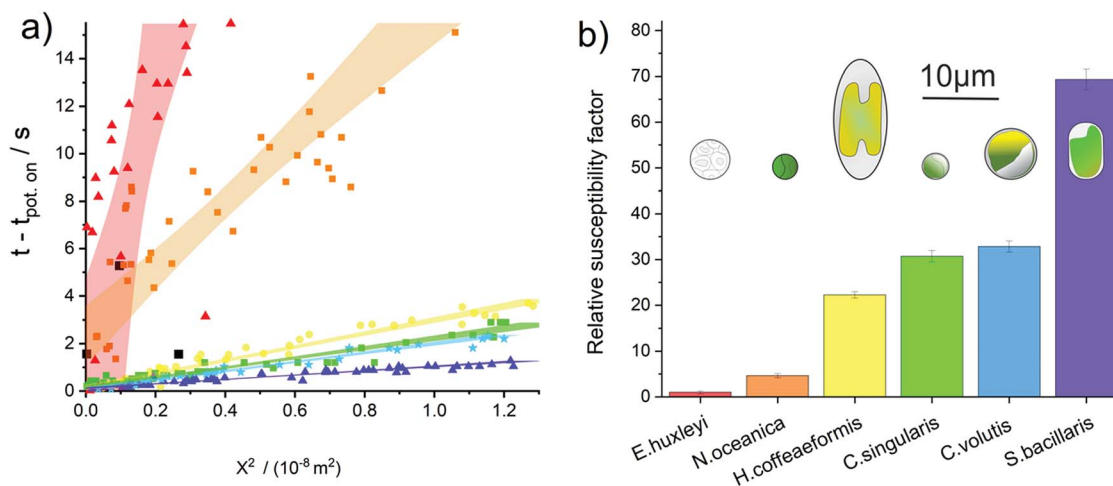 a)
t - t_pot. on / s
14
12
10
8
6
4
2
0
0.0 0.2 0.4 0.6 0.8 1.0 1.2
X² / (10⁻⁸ m²)
b)
Relative susceptibility factor
80
70
60
50
40
30
20
10
0
10µm
E.huxleyi
N.oceanica
H.coffeaeformis
C.singularis
C.volutis
S.bacillaris